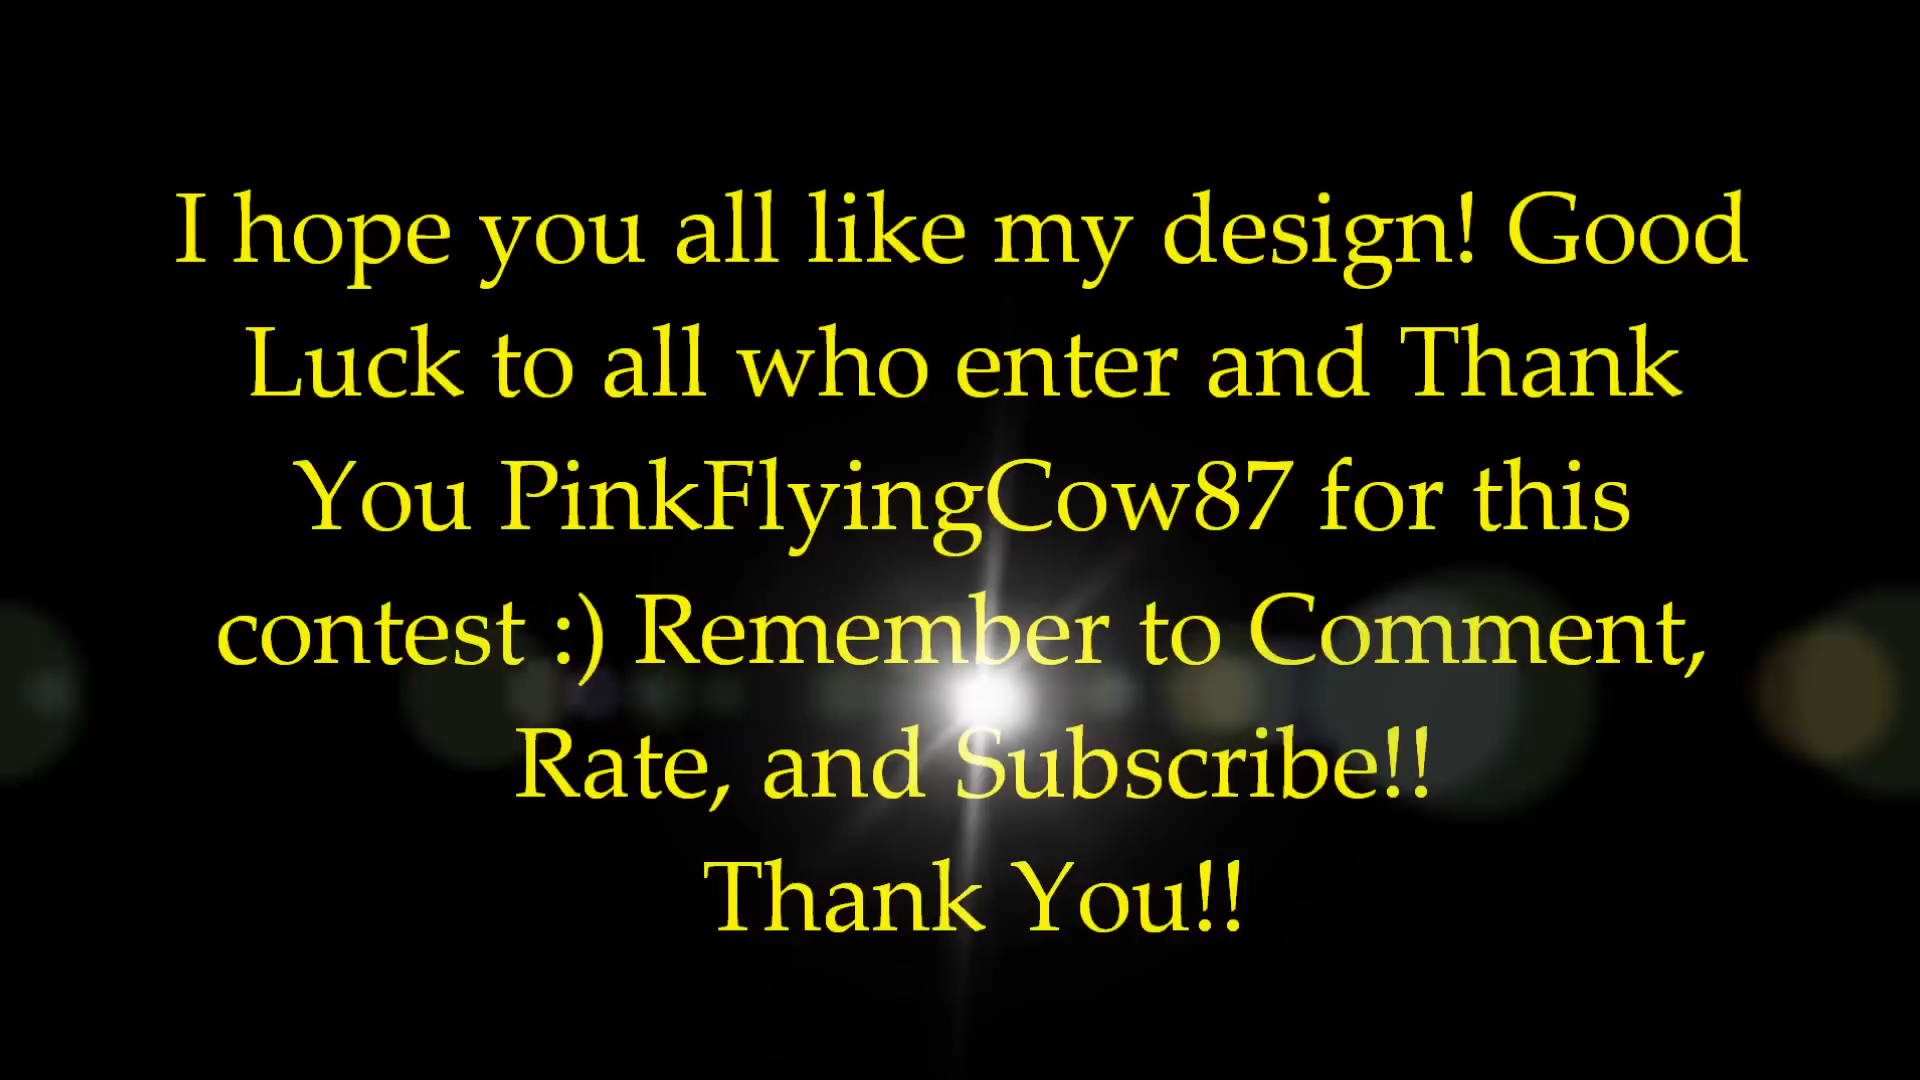 I hope you all like my design! Good
Luck to all who enter and Thank
You PinkFlyingCow87 for this
contest :) Remember to Comment,
Rate, and Subscribe!!
Thank You!!